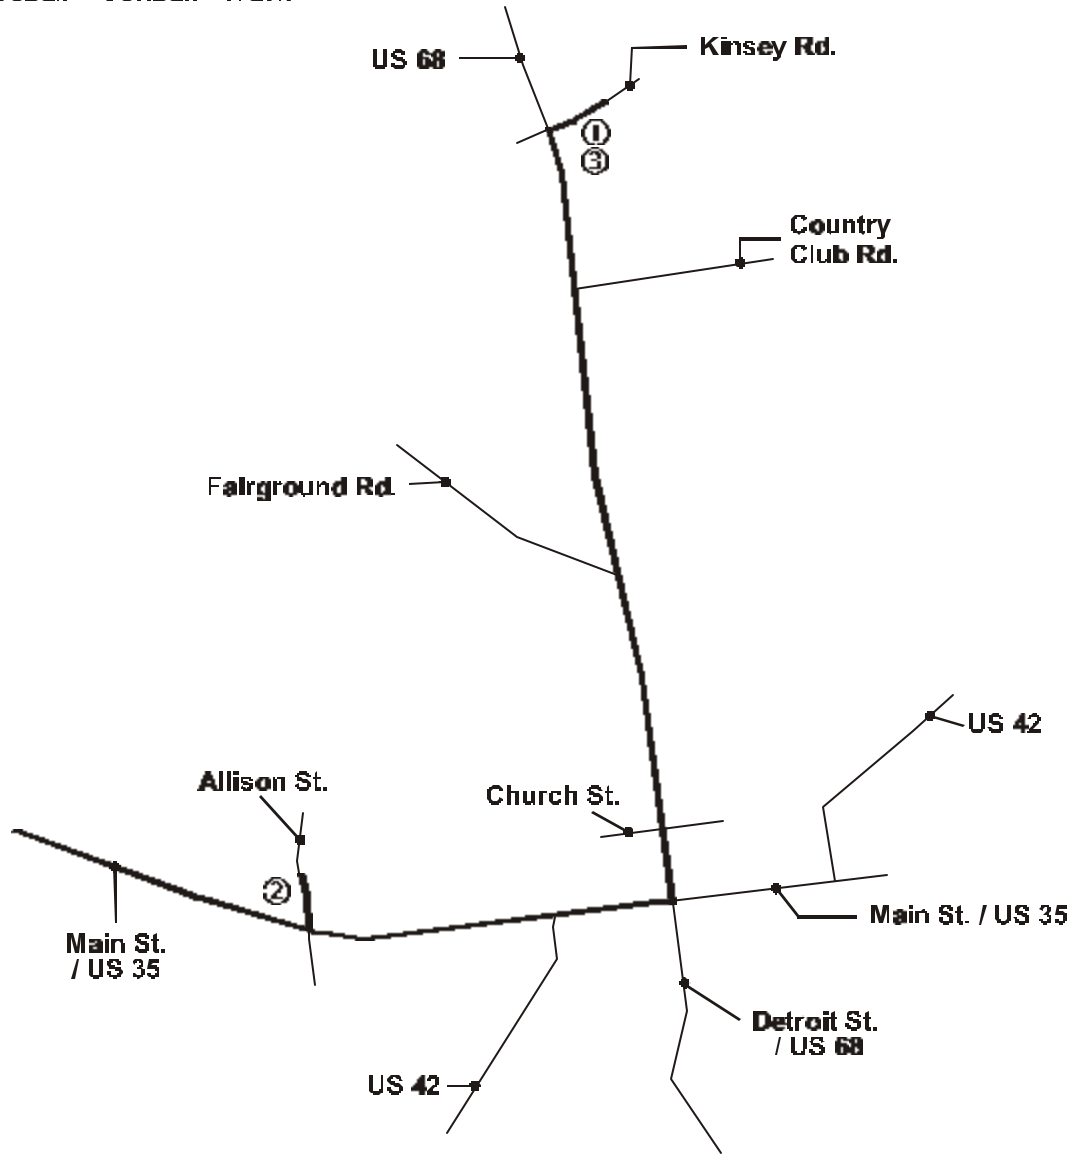 US 68
Kinsey Rd.
①
③
Country
Club Rd.
Fairground Rd.
US 42
Allison St.
Church St.
②
Main St. / US 35
Main St.
/ US 35
Detroit St.
/ US 68
US 42